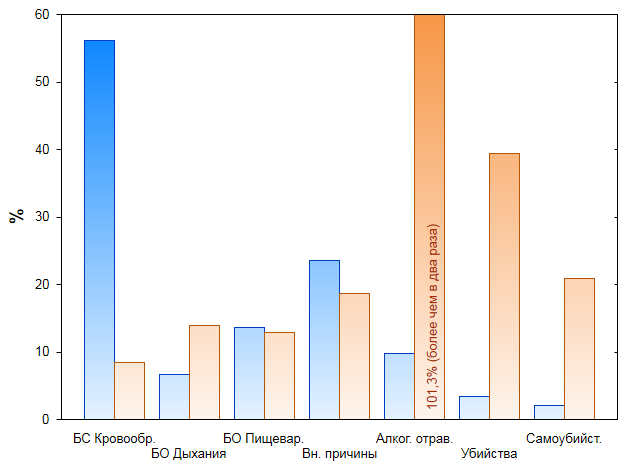 60
50
40
30
20
10
0
%
101,3% (более чем в два раза)
БС Кровообр.
БО Дыхания
БО Пищевар.
Вн. причины
Алког. отрав.
Убийства
Самоубийст.